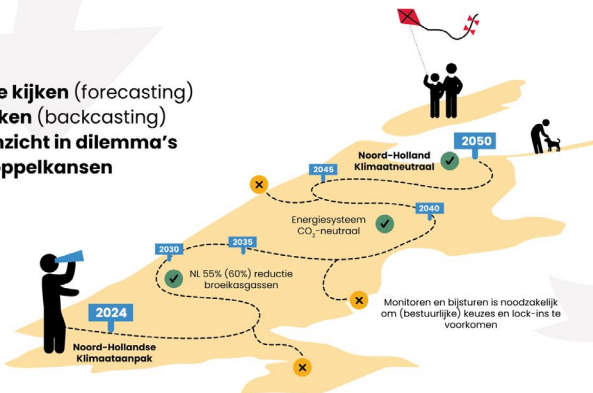 e kijken (forecasting)
ken (backcasting)
nzicht in dilemma's
oppelkansen
2050
Noord-Holland
Klimaatneutraal
2045
2040
Energiesysteem
CO₂-neutraal
2035
2030
NL 55% (60%) reductie
broeikasgassen
Monitoren en bijsturen is noodzakelijk
om (bestuurlijke) keuzes en lock-ins te
voorkomen
2024
Noord-Hollandse
Klimaataanpak